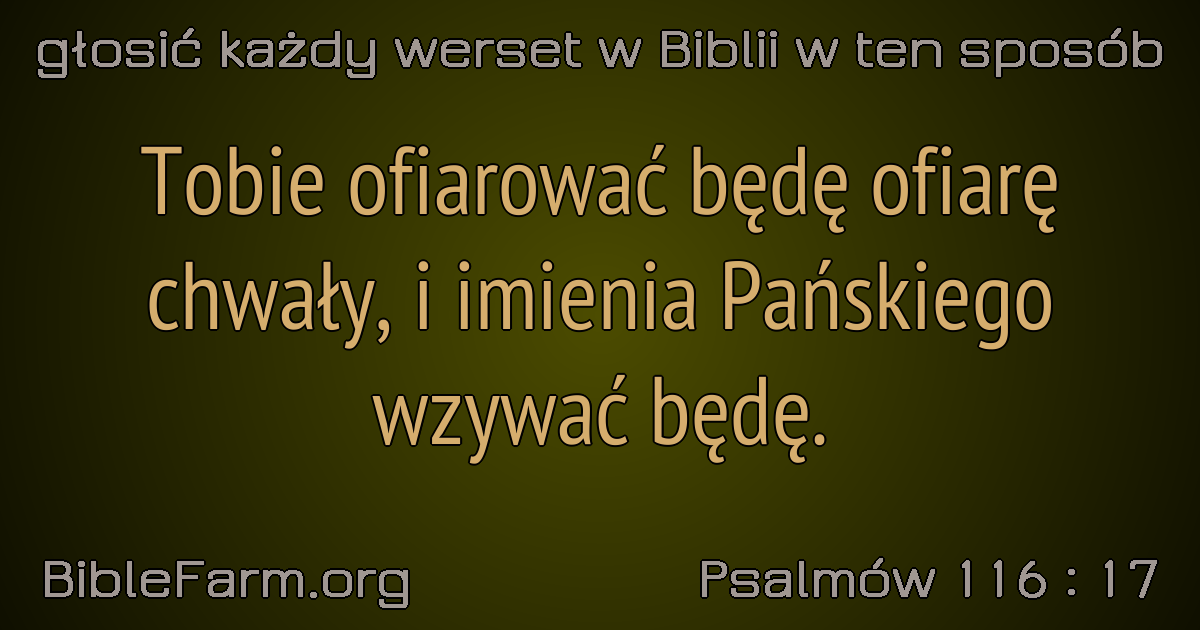 głosić każdy werset w Biblii w ten sposób
Tobie ofiarować będę ofiarę
chwały, i imienia Pańskiego
wzywać będę.
BibleFarm.org
Psalmów 116 : 17